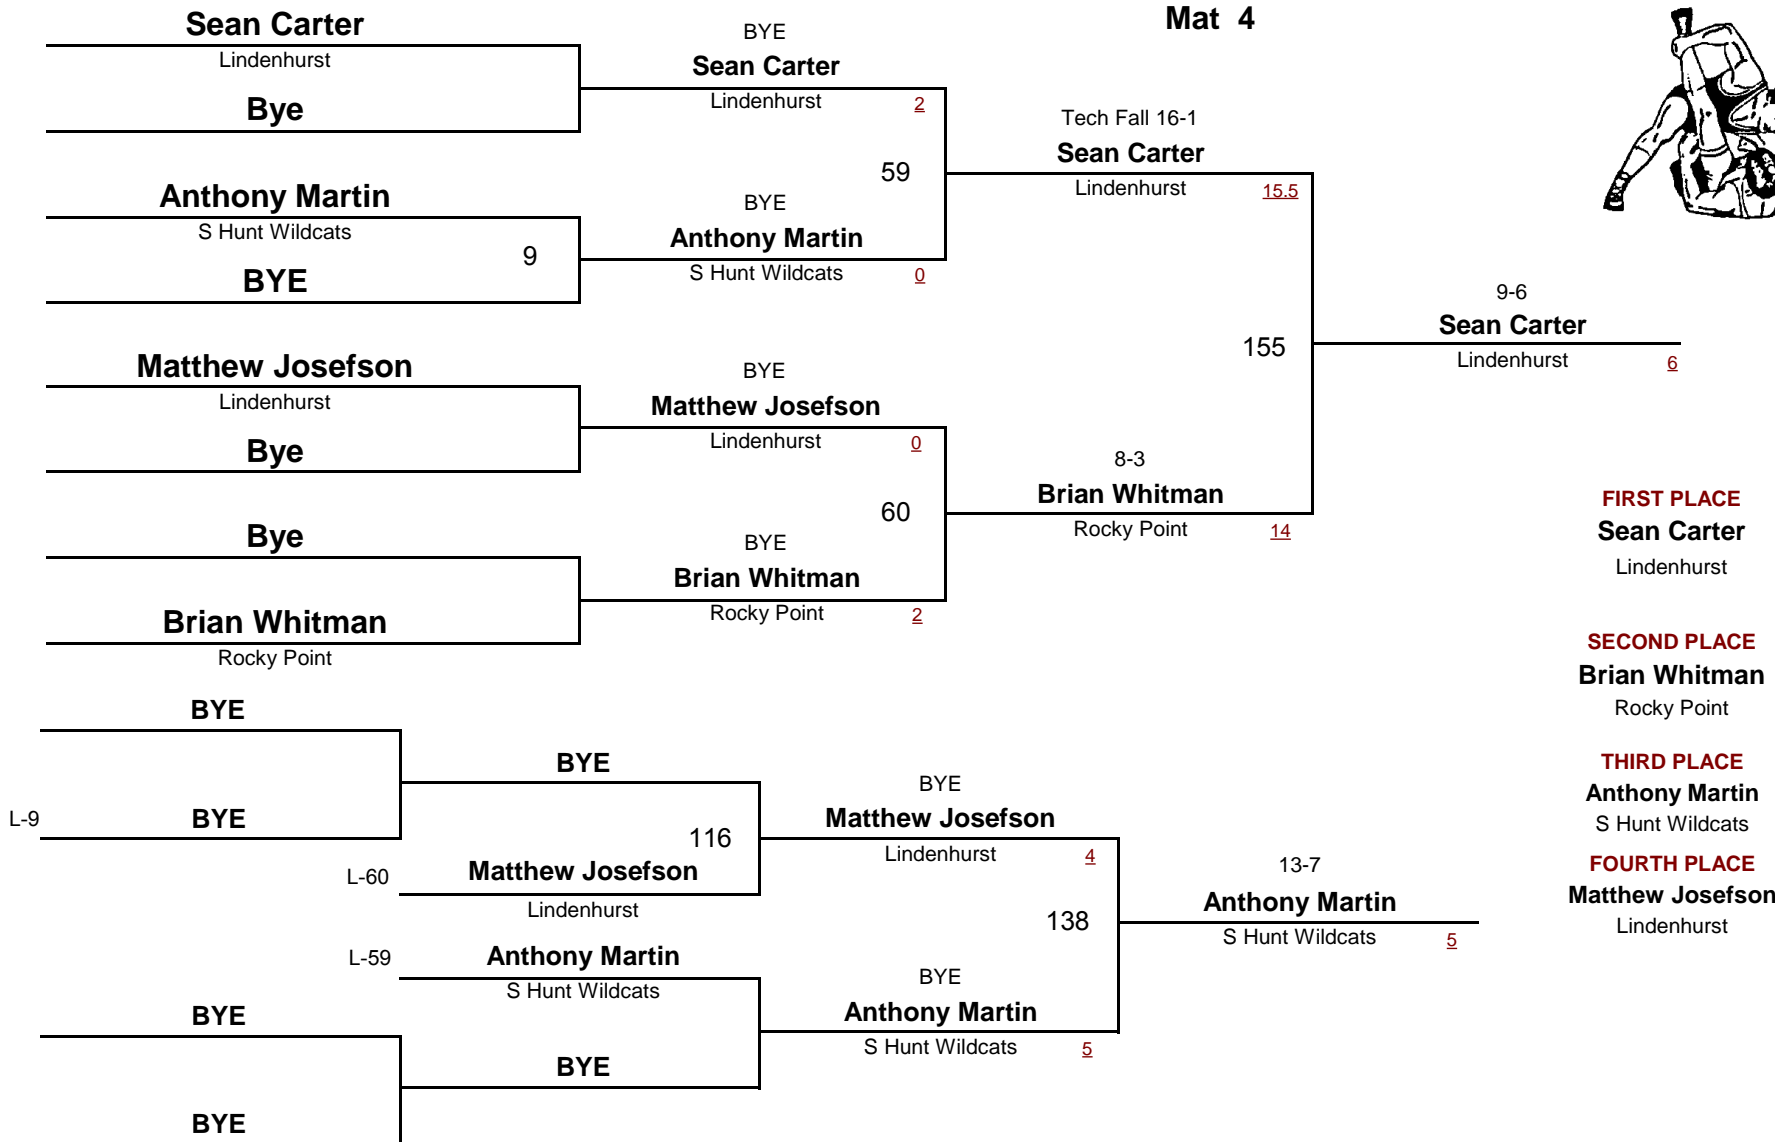 Mat 4
Sean Carter
Lindenhurst
Bye
Anthony Martin
S Hunt Wildcats
9
BYE
Matthew Josefson
Lindenhurst
Bye
Bye
Brian Whitman
Rocky Point
BYE
Sean Carter
Lindenhurst 2
59
BYE
Anthony Martin
S Hunt Wildcats 0
BYE
Matthew Josefson
Lindenhurst 0
60
BYE
Brian Whitman
Rocky Point 2
Tech Fall 16-1
Sean Carter
Lindenhurst 15.5
155
8-3
Brian Whitman
Rocky Point 14
9-6
Sean Carter
Lindenhurst 6
FIRST PLACE
Sean Carter
Lindenhurst
SECOND PLACE
Brian Whitman
Rocky Point
THIRD PLACE
Anthony Martin
S Hunt Wildcats
FOURTH PLACE
Matthew Josefson
Lindenhurst
BYE
L-9 BYE
BYE
116
L-60 Matthew Josefson
Lindenhurst
L-59 Anthony Martin
S Hunt Wildcats
BYE
BYE
BYE
BYE
Matthew Josefson
Lindenhurst 4
138
BYE
Anthony Martin
S Hunt Wildcats 5
13-7
Anthony Martin
S Hunt Wildcats 5